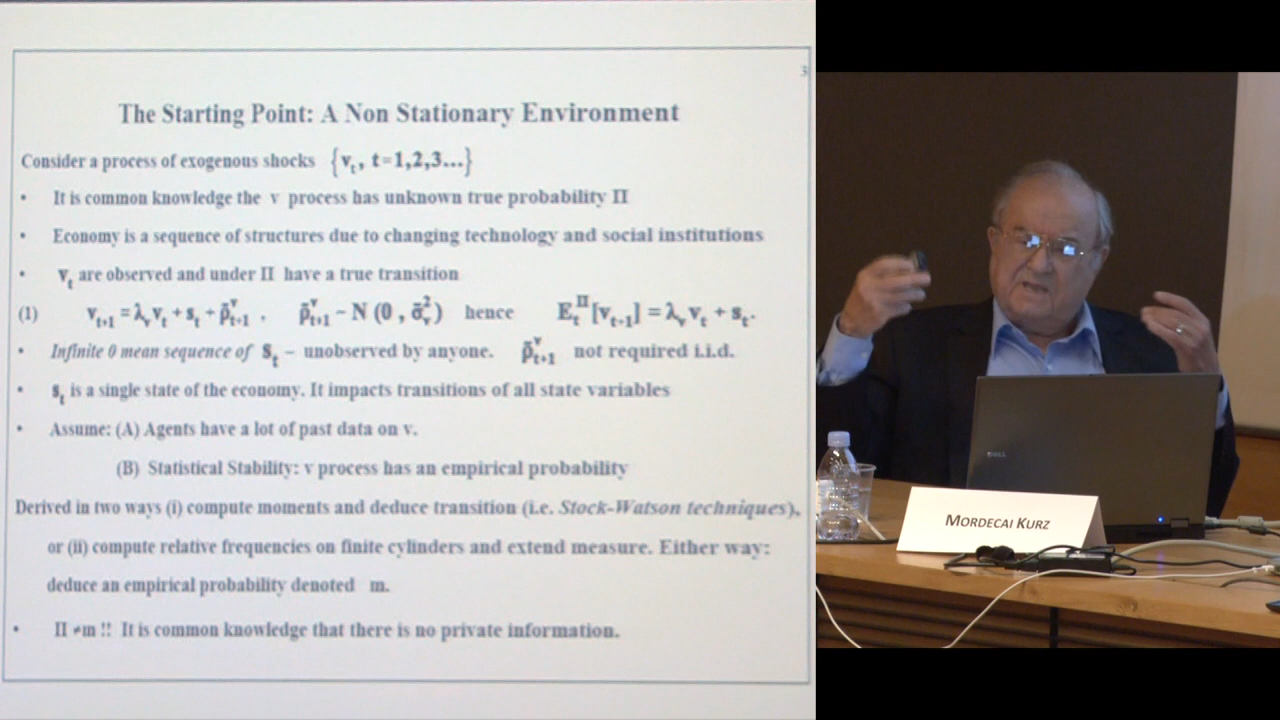 3
The Starting Point: A Non Stationary Environment
Consider a process of exogenous shocks {vₜ, t=1,2,3...}
• It is common knowledge the v process has unknown true probability Π
• Economy is a sequence of structures due to changing technology and social institutions
• vₜ are observed and under Π have a true transition
(1) vₜ₊₁ = λᵥvₜ + sₜ + ρ̃ᵛₜ₊₁ , ρ̃ᵛₜ₊₁ ~ N (0 , σ̃ᵥ²) hence Eₜᴨ[vₜ₊₁] = λᵥvₜ + sₜ.
• Infinite 0 mean sequence of sₜ – unobserved by anyone. ρ̃ᵛₜ₊₁ not required i.i.d.
• sₜ is a single state of the economy. It impacts transitions of all state variables
• Assume: (A) Agents have a lot of past data on v.
(B) Statistical Stability: v process has an empirical probability
Derived in two ways (i) compute moments and deduce transition (i.e. Stock-Watson techniques),
or (ii) compute relative frequencies on finite cylinders and extend measure. Either way:
deduce an empirical probability denoted m.
• Π ≠m !! It is common knowledge that there is no private information.
DELL
MORDECAI KURZ